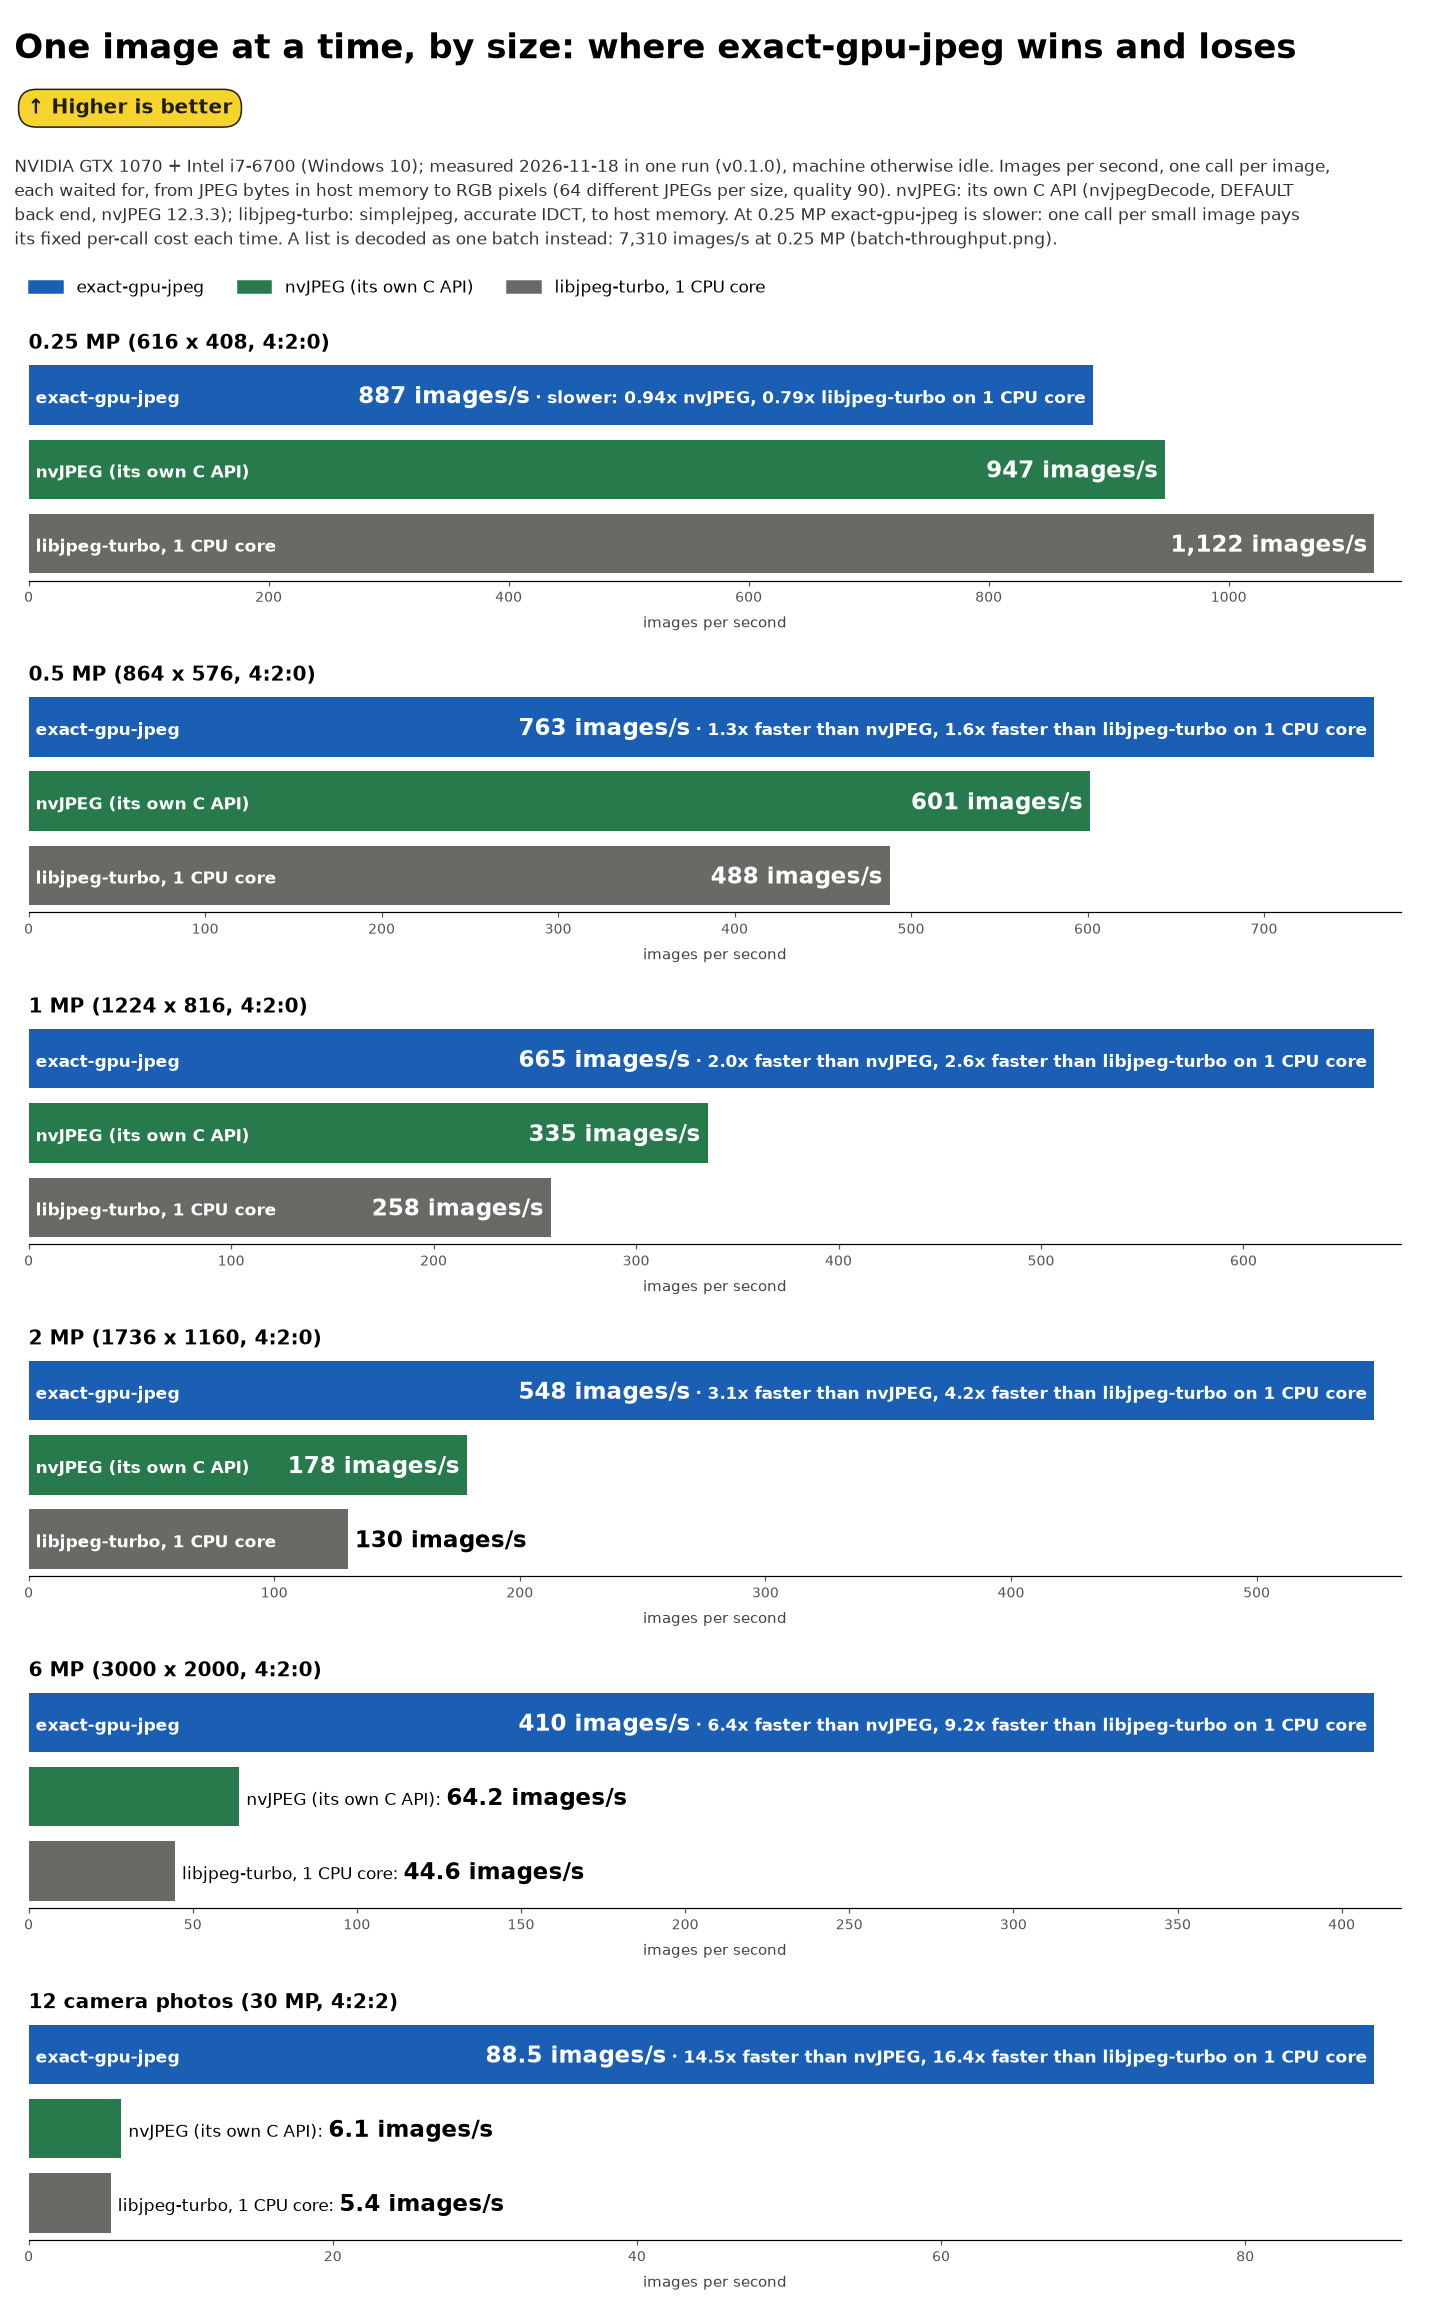 One image at a time, by size: where exact-gpu-jpeg wins and loses
↑ Higher is better
NVIDIA GTX 1070 + Intel i7-6700 (Windows 10); measured 2026-11-18 in one run (v0.1.0), machine otherwise idle. Images per second, one call per image,
each waited for, from JPEG bytes in host memory to RGB pixels (64 different JPEGs per size, quality 90). nvJPEG: its own C API (nvjpegDecode, DEFAULT
back end, nvJPEG 12.3.3); libjpeg-turbo: simplejpeg, accurate IDCT, to host memory. At 0.25 MP exact-gpu-jpeg is slower: one call per small image pays
its fixed per-call cost each time. A list is decoded as one batch instead: 7,310 images/s at 0.25 MP (batch-throughput.png).
exact-gpu-jpeg nvJPEG (its own C API) libjpeg-turbo, 1 CPU core
0.25 MP (616 x 408, 4:2:0)
exact-gpu-jpeg 887 images/s · slower: 0.94x nvJPEG, 0.79x libjpeg-turbo on 1 CPU core
nvJPEG (its own C API) 947 images/s
libjpeg-turbo, 1 CPU core 1,122 images/s
0 200 400 600 800 1000
images per second
0.5 MP (864 x 576, 4:2:0)
exact-gpu-jpeg 763 images/s · 1.3x faster than nvJPEG, 1.6x faster than libjpeg-turbo on 1 CPU core
nvJPEG (its own C API) 601 images/s
libjpeg-turbo, 1 CPU core 488 images/s
0 100 200 300 400 500 600 700
images per second
1 MP (1224 x 816, 4:2:0)
exact-gpu-jpeg 665 images/s · 2.0x faster than nvJPEG, 2.6x faster than libjpeg-turbo on 1 CPU core
nvJPEG (its own C API) 335 images/s
libjpeg-turbo, 1 CPU core 258 images/s
0 100 200 300 400 500 600
images per second
2 MP (1736 x 1160, 4:2:0)
exact-gpu-jpeg 548 images/s · 3.1x faster than nvJPEG, 4.2x faster than libjpeg-turbo on 1 CPU core
nvJPEG (its own C API) 178 images/s
libjpeg-turbo, 1 CPU core 130 images/s
0 100 200 300 400 500
images per second
6 MP (3000 x 2000, 4:2:0)
exact-gpu-jpeg 410 images/s · 6.4x faster than nvJPEG, 9.2x faster than libjpeg-turbo on 1 CPU core
nvJPEG (its own C API): 64.2 images/s
libjpeg-turbo, 1 CPU core: 44.6 images/s
0 50 100 150 200 250 300 350 400
images per second
12 camera photos (30 MP, 4:2:2)
exact-gpu-jpeg 88.5 images/s · 14.5x faster than nvJPEG, 16.4x faster than libjpeg-turbo on 1 CPU core
nvJPEG (its own C API): 6.1 images/s
libjpeg-turbo, 1 CPU core: 5.4 images/s
0 20 40 60 80
images per second